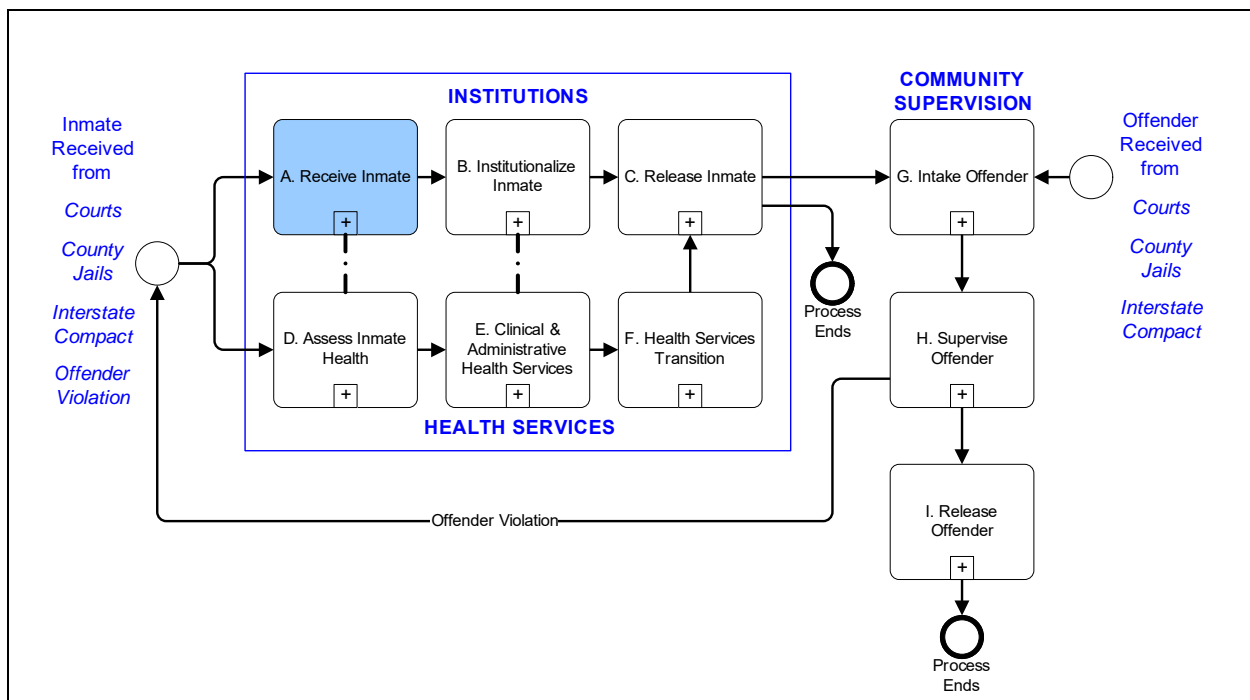 INSTITUTIONS
COMMUNITY
SUPERVISION
Inmate
Received
from
Courts
County
Jails
Interstate
Compact
Offender
Violation
A. Receive Inmate
+
B. Institutionalize
Inmate
+
C. Release Inmate
+
G. Intake Offender
+
Offender
Received
from
Courts
County
Jails
Interstate
Compact
D. Assess Inmate
Health
+
E. Clinical &
Administrative
Health Services
+
F. Health Services
Transition
+
Process
Ends
H. Supervise
Offender
+
HEALTH SERVICES
Offender Violation
I. Release
Offender
+
Process
Ends